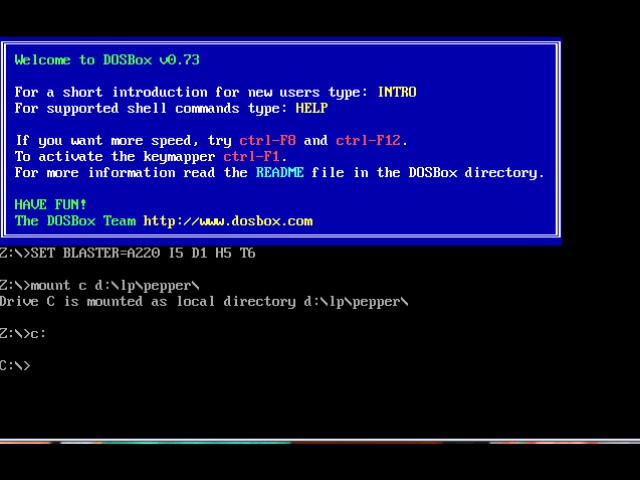 Welcome to DOSBox v0.73
For a short introduction for new users type: INTRO
For supported shell commands type: HELP
If you want more speed, try ctrl-F8 and ctrl-F12.
To activate the keymapper ctrl-F1.
For more information read the README file in the DOSBox directory.
HAVE FUN!
The DOSBox Team http://www.dosbox.com
Z:\>SET BLASTER=A220 I5 D1 H5 T6
Z:\>mount c d:\lp\pepper\
Drive C is mounted as local directory d:\lp\pepper\
Z:\>c:
C:\>